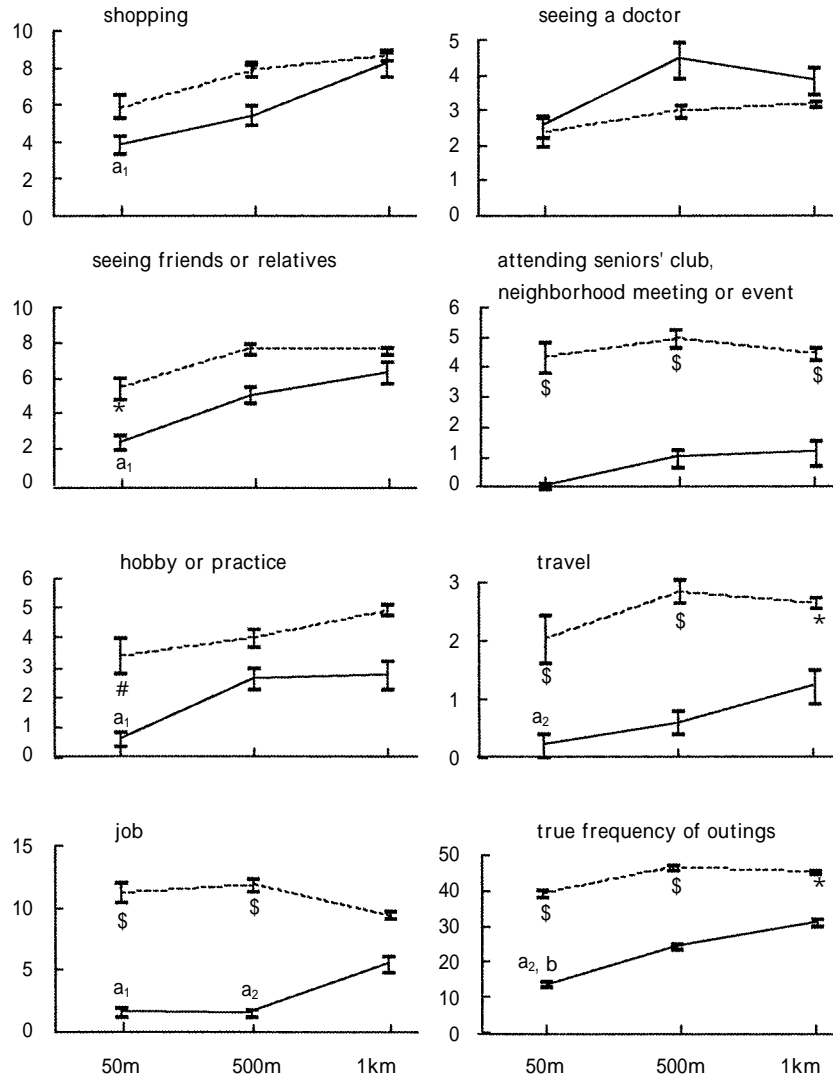 shopping
10
8
6
4
2
0
a₁
seeing a doctor
5
4
3
2
1
0
seeing friends or relatives
10
8
6
4
2
0
*
a₁
attending seniors' club,
neighborhood meeting or event
6
5
4
3
2
1
0
$
$
$
hobby or practice
6
5
4
3
2
1
0
#
a₁
travel
3
2
1
0
$
$
*
a₂
job
15
10
5
0
$
$
a₁
a₂
50m
500m
1km
true frequency of outings
50
40
30
20
10
0
$
$
*
a₂, b
50m
500m
1km